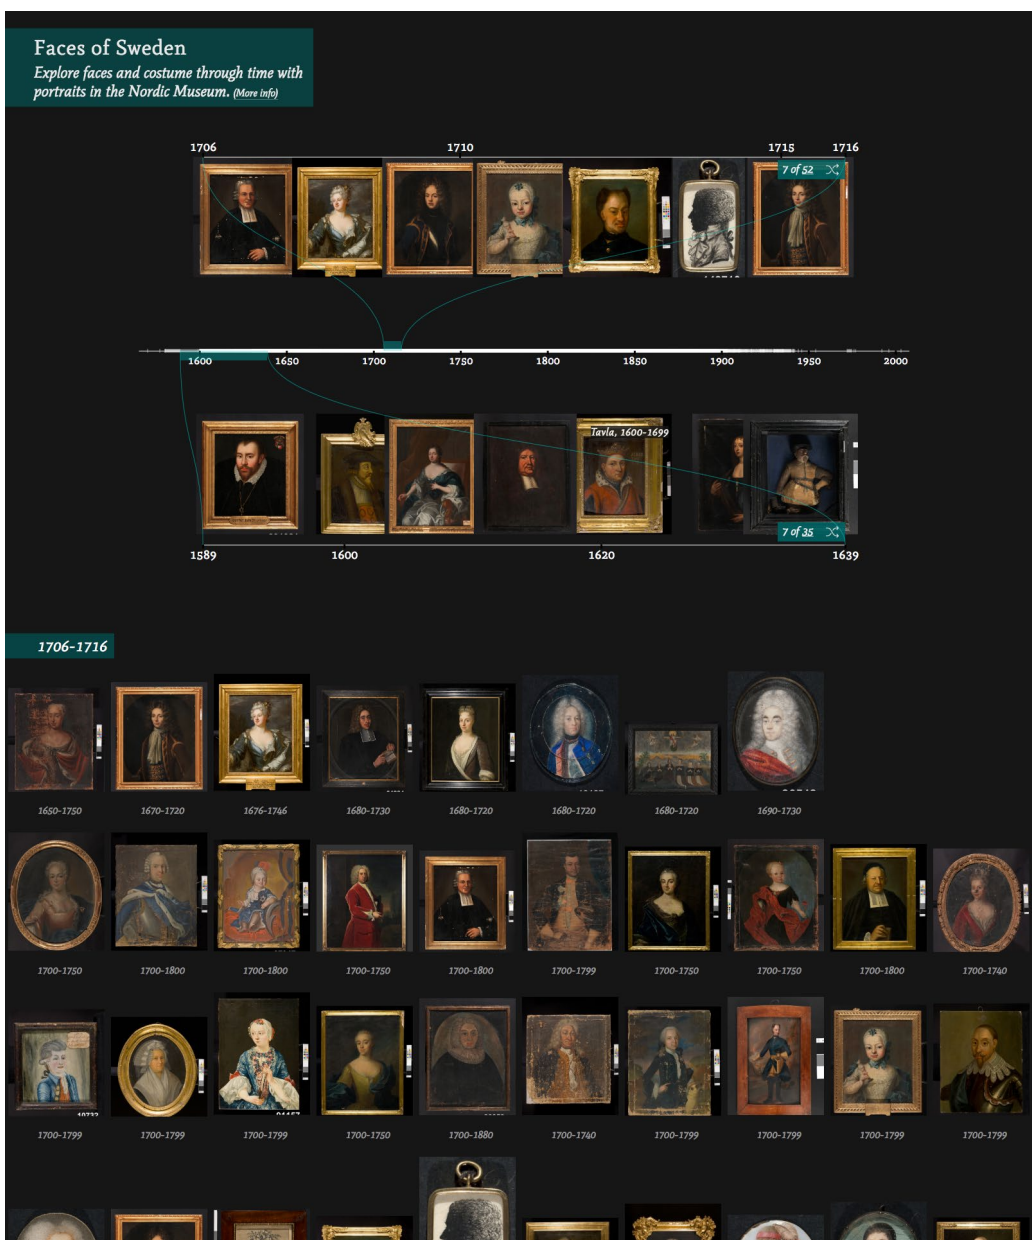 Faces of Sweden
Explore faces and costume through time with
portraits in the Nordic Museum. (More info)
1706 1710 1715 1716
7 of 52
1600 1650 1700 1750 1800 1850 1900 1950 2000
Tavla, 1600-1699
7 of 35
1589 1600 1620 1639
1706-1716
1650-1750 1670-1720 1676-1746 1680-1730 1680-1720 1680-1720 1680-1720 1690-1730
1700-1750 1700-1800 1700-1800 1700-1750 1700-1800 1700-1799 1700-1750 1700-1750 1700-1800 1700-1740
1700-1799 1700-1799 1700-1799 1700-1750 1700-1880 1700-1740 1700-1799 1700-1799 1700-1799 1700-1799